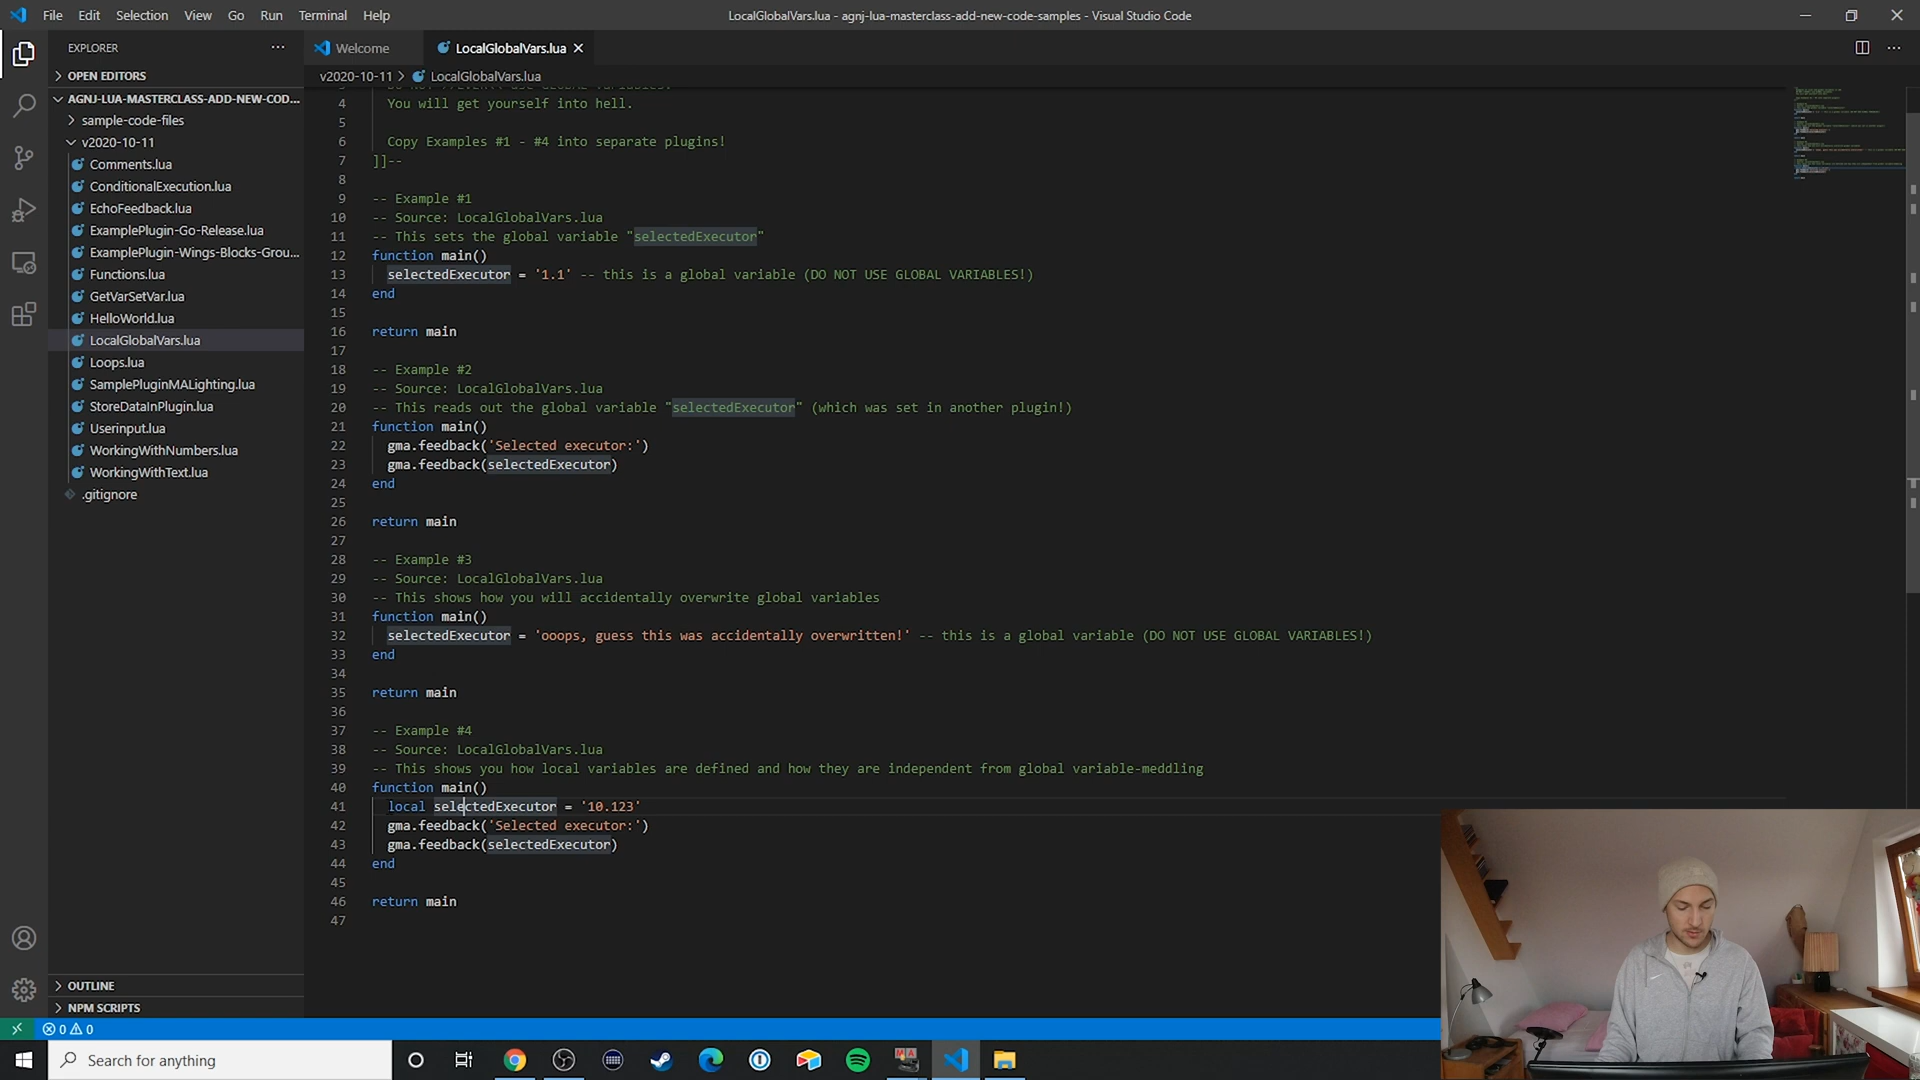 File Edit Selection View Go Run Terminal Help
LocalGlobalVars.lua - agnj-lua-masterclass-add-new-code-samples - Visual Studio Code
EXPLORER
Welcome
LocalGlobalVars.lua
OPEN EDITORS
v2020-10-11 > LocalGlobalVars.lua
AGNJ-LUA-MASTERCLASS-ADD-NEW-COD...
sample-code-files
v2020-10-11
Comments.lua
ConditionalExecution.lua
EchoFeedback.lua
ExamplePlugin-Go-Release.lua
ExamplePlugin-Wings-Blocks-Grou...
Functions.lua
GetVarSetVar.lua
HelloWorld.lua
LocalGlobalVars.lua
Loops.lua
SamplePluginMALighting.lua
StoreDataInPlugin.lua
Userinput.lua
WorkingWithNumbers.lua
WorkingWithText.lua
.gitignore
OUTLINE
NPM SCRIPTS
4 You will get yourself into hell.
5
6 Copy Examples #1 - #4 into separate plugins!
7 ]]--
8
9 -- Example #1
10 -- Source: LocalGlobalVars.lua
11 -- This sets the global variable "selectedExecutor"
12 function main()
13 selectedExecutor = '1.1' -- this is a global variable (DO NOT USE GLOBAL VARIABLES!)
14 end
15
16 return main
17
18 -- Example #2
19 -- Source: LocalGlobalVars.lua
20 -- This reads out the global variable "selectedExecutor" (which was set in another plugin!)
21 function main()
22 gma.feedback('Selected executor:')
23 gma.feedback(selectedExecutor)
24 end
25
26 return main
27
28 -- Example #3
29 -- Source: LocalGlobalVars.lua
30 -- This shows how you will accidentally overwrite global variables
31 function main()
32 selectedExecutor = 'ooops, guess this was accidentally overwritten!' -- this is a global variable (DO NOT USE GLOBAL VARIABLES!)
33 end
34
35 return main
36
37 -- Example #4
38 -- Source: LocalGlobalVars.lua
39 -- This shows you how local variables are defined and how they are independent from global variable-meddling
40 function main()
41 local selectedExecutor = '10.123'
42 gma.feedback('Selected executor:')
43 gma.feedback(selectedExecutor)
44 end
45
46 return main
47
0 0
Search for anything